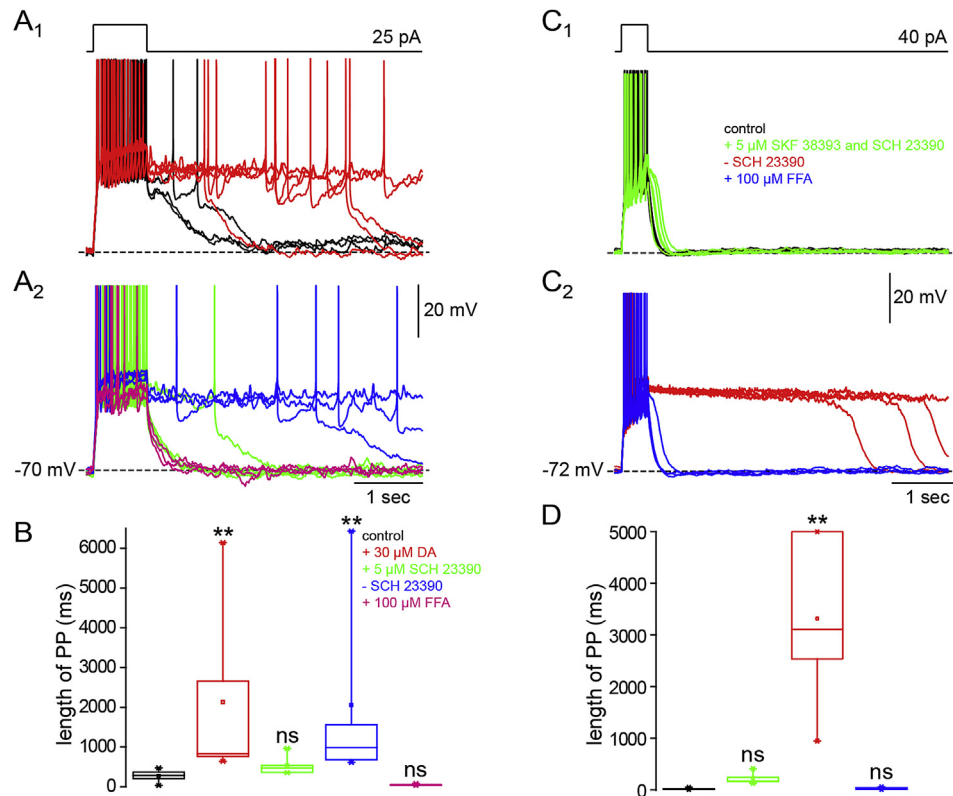 A1
25 pA
C1
40 pA
control
+ 5 µM SKF 38393 and SCH 23390
- SCH 23390
+ 100 µM FFA
A2
20 mV
-70 mV
1 sec
C2
20 mV
-72 mV
1 sec
B
length of PP (ms)
6000
5000
4000
3000
2000
1000
0
**
ns
**
ns
control
+ 30 µM DA
+ 5 µM SCH 23390
- SCH 23390
+ 100 µM FFA
D
length of PP (ms)
5000
4000
3000
2000
1000
0
ns
**
ns